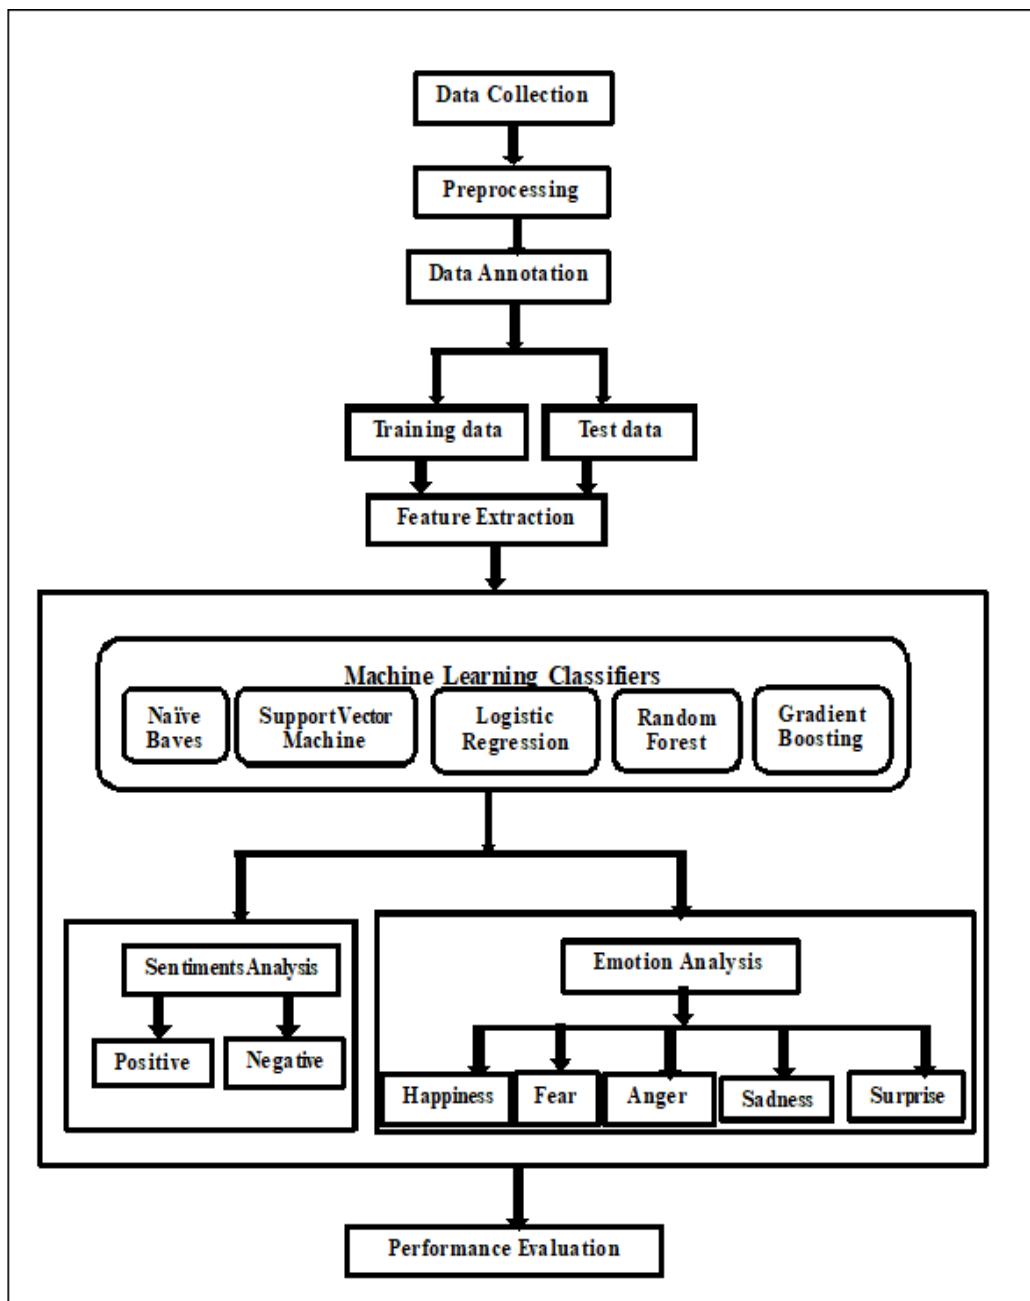 Data Collection
Preprocessing
Data Annotation
Training data
Test data
Feature Extraction
Machine Learning Classifiers
Naïve
Baves
Support Vector
Machine
Logistic
Regression
Random
Forest
Gradient
Boosting
Sentiments Analysis
Positive
Negative
Emotion Analysis
Happiness
Fear
Anger
Sadness
Surprise
Performance Evaluation